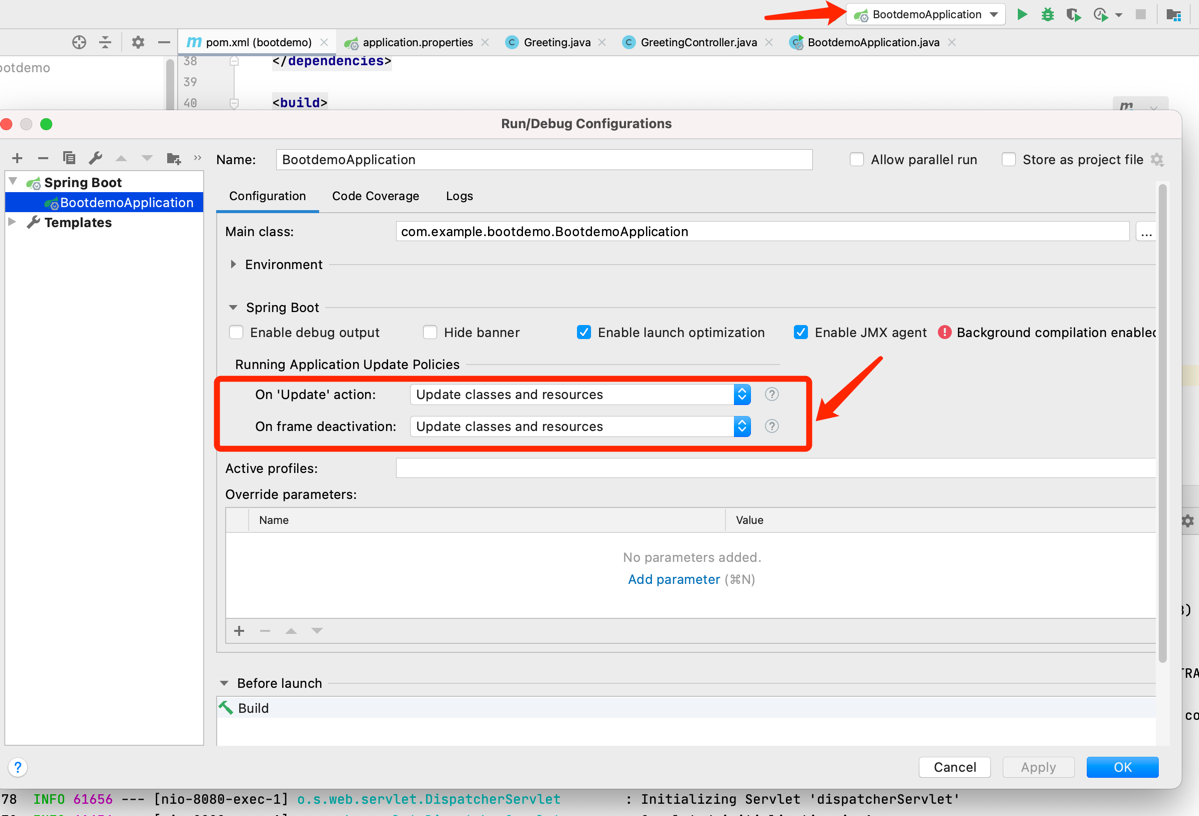 BootdemoApplication
pom.xml (bootdemo) application.properties Greeting.java GreetingController.java BootdemoApplication.java
ootdemo
38 </dependencies>
39
40 <build>
m
Run/Debug Configurations
Name: BootdemoApplication Allow parallel run Store as project file
Spring Boot
BootdemoApplication
Templates
Configuration Code Coverage Logs
Main class: com.example.bootdemo.BootdemoApplication ...
Environment
Spring Boot
Enable debug output Hide banner Enable launch optimization Enable JMX agent Background compilation enabled
Running Application Update Policies
On 'Update' action: Update classes and resources ?
On frame deactivation: Update classes and resources ?
Active profiles:
Override parameters:
Name Value
No parameters added.
Add parameter (⌘N)
Before launch
Build
? Cancel Apply OK
3)
TRA
co
78 INFO 61656 --- [nio-8080-exec-1] o.s.web.servlet.DispatcherServlet : Initializing Servlet 'dispatcherServlet'